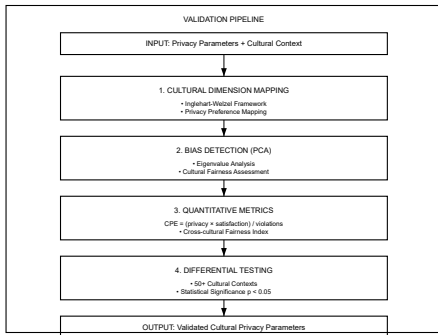 VALIDATION PIPELINE
INPUT: Privacy Parameters + Cultural Context
1. CULTURAL DIMENSION MAPPING
• Inglehart-Welzel Framework
• Privacy Preference Mapping
2. BIAS DETECTION (PCA)
• Eigenvalue Analysis
• Cultural Fairness Assessment
3. QUANTITATIVE METRICS
CPE = (privacy × satisfaction) / violations
• Cross-cultural Fairness Index
4. DIFFERENTIAL TESTING
• 50+ Cultural Contexts
• Statistical Significance p < 0.05
OUTPUT: Validated Cultural Privacy Parameters